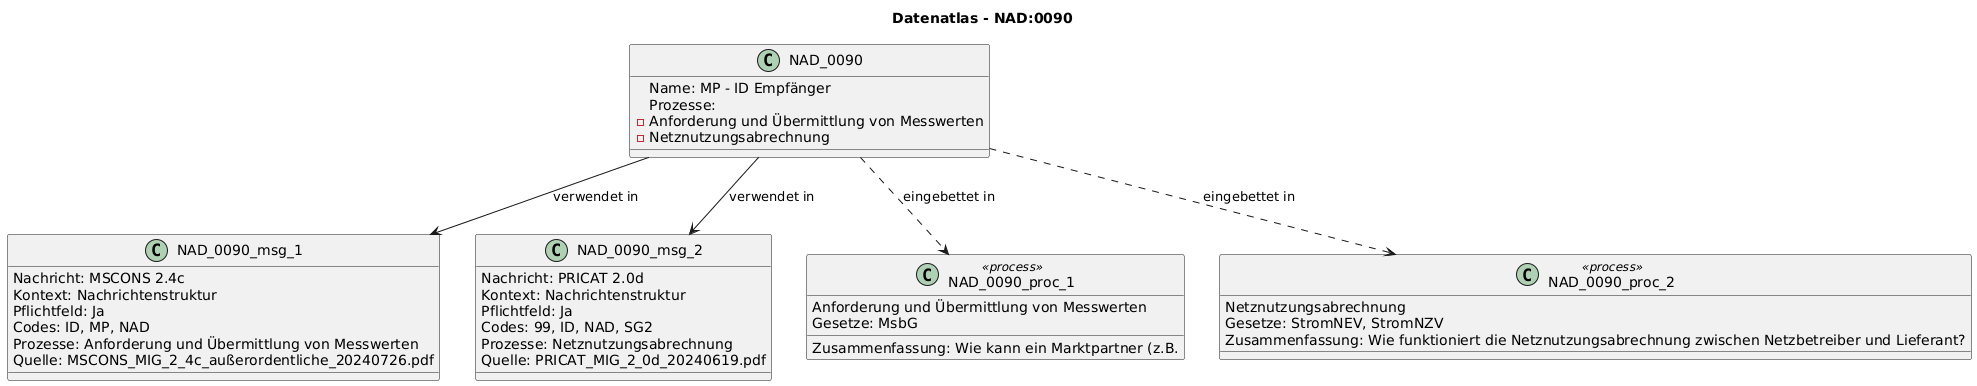 Datenatlas - NAD:0090
C NAD_0090
Name: MP - ID Empfänger
Prozesse:
Anforderung und Übermittlung von Messwerten
Netznutzungsabrechnung
verwendet in
verwendet in
eingebettet in
eingebettet in
C NAD_0090_msg_1
Nachricht: MSCONS 2.4c
Kontext: Nachrichtenstruktur
Pflichtfeld: Ja
Codes: ID, MP, NAD
Prozesse: Anforderung und Übermittlung von Messwerten
Quelle: MSCONS_MIG_2_4c_außerordentliche_20240726.pdf
C NAD_0090_msg_2
Nachricht: PRICAT 2.0d
Kontext: Nachrichtenstruktur
Pflichtfeld: Ja
Codes: 99, ID, NAD, SG2
Prozesse: Netznutzungsabrechnung
Quelle: PRICAT_MIG_2_0d_20240619.pdf
«process»
C NAD_0090_proc_1
Anforderung und Übermittlung von Messwerten
Gesetze: MsbG
Zusammenfassung: Wie kann ein Marktpartner (z.B.
«process»
C NAD_0090_proc_2
Netznutzungsabrechnung
Gesetze: StromNEV, StromNZV
Zusammenfassung: Wie funktioniert die Netznutzungsabrechnung zwischen Netzbetreiber und Lieferant?